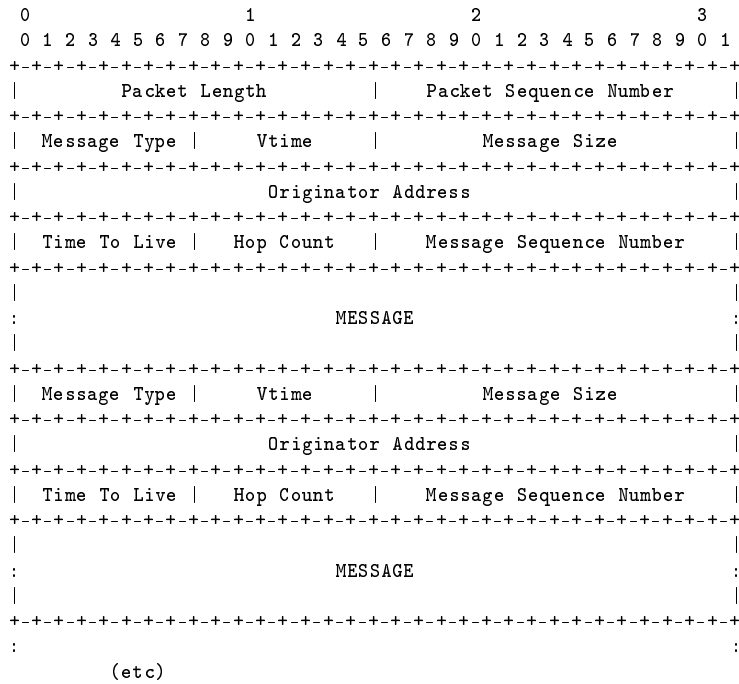 0                   1                   2                   3
0 1 2 3 4 5 6 7 8 9 0 1 2 3 4 5 6 7 8 9 0 1 2 3 4 5 6 7 8 9 0 1
+-+-+-+-+-+-+-+-+-+-+-+-+-+-+-+-+-+-+-+-+-+-+-+-+-+-+-+-+-+-+-+-+
|         Packet Length         |    Packet Sequence Number     |
+-+-+-+-+-+-+-+-+-+-+-+-+-+-+-+-+-+-+-+-+-+-+-+-+-+-+-+-+-+-+-+-+
|  Message Type |     Vtime     |         Message Size          |
+-+-+-+-+-+-+-+-+-+-+-+-+-+-+-+-+-+-+-+-+-+-+-+-+-+-+-+-+-+-+-+-+
|                      Originator Address                       |
+-+-+-+-+-+-+-+-+-+-+-+-+-+-+-+-+-+-+-+-+-+-+-+-+-+-+-+-+-+-+-+-+
|  Time To Live |   Hop Count   |    Message Sequence Number    |
+-+-+-+-+-+-+-+-+-+-+-+-+-+-+-+-+-+-+-+-+-+-+-+-+-+-+-+-+-+-+-+-+
|                                                               |
:                            MESSAGE                            :
|                                                               |
+-+-+-+-+-+-+-+-+-+-+-+-+-+-+-+-+-+-+-+-+-+-+-+-+-+-+-+-+-+-+-+-+
|  Message Type |     Vtime     |         Message Size          |
+-+-+-+-+-+-+-+-+-+-+-+-+-+-+-+-+-+-+-+-+-+-+-+-+-+-+-+-+-+-+-+-+
|                      Originator Address                       |
+-+-+-+-+-+-+-+-+-+-+-+-+-+-+-+-+-+-+-+-+-+-+-+-+-+-+-+-+-+-+-+-+
|  Time To Live |   Hop Count   |    Message Sequence Number    |
+-+-+-+-+-+-+-+-+-+-+-+-+-+-+-+-+-+-+-+-+-+-+-+-+-+-+-+-+-+-+-+-+
|                                                               |
:                            MESSAGE                            :
|                                                               |
+-+-+-+-+-+-+-+-+-+-+-+-+-+-+-+-+-+-+-+-+-+-+-+-+-+-+-+-+-+-+-+-+
:                                                               :
         (etc)